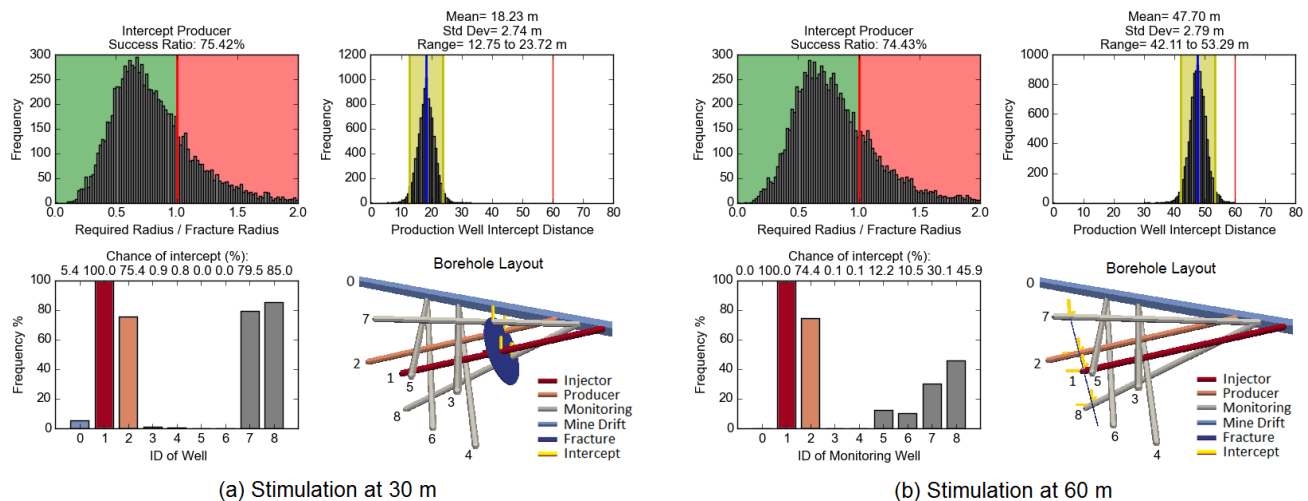 Intercept Producer
Success Ratio: 75.42%
300
250
200
150
100
50
0
Frequency
0.0 0.5 1.0 1.5 2.0
Required Radius / Fracture Radius
Mean= 18.23 m
Std Dev= 2.74 m
Range= 12.75 to 23.72 m
1200
1000
800
600
400
200
0
Frequency
0 10 20 30 40 50 60 70 80
Production Well Intercept Distance
Chance of intercept (%):
5.4 100.0 75.4 0.9 0.8 0.0 0.0 79.5 85.0
100
80
60
40
20
0
Frequency %
0 1 2 3 4 5 6 7 8
ID of Well
Borehole Layout
0
7
2
1
5
8
3
6
4
Injector
Producer
Monitoring
Mine Drift
Fracture
Intercept
(a) Stimulation at 30 m
Intercept Producer
Success Ratio: 74.43%
300
250
200
150
100
50
0
Frequency
0.0 0.5 1.0 1.5 2.0
Required Radius / Fracture Radius
Mean= 47.70 m
Std Dev= 2.79 m
Range= 42.11 to 53.29 m
1000
800
600
400
200
0
Frequency
0 10 20 30 40 50 60 70 80
Production Well Intercept Distance
Chance of intercept (%):
0.0 100.0 74.4 0.1 0.1 12.2 10.5 30.1 45.9
100
80
60
40
20
0
Frequency %
0 1 2 3 4 5 6 7 8
ID of Monitoring Well
Borehole Layout
0
7
2
1
5
8
3
6
4
Injector
Producer
Monitoring
Mine Drift
Fracture
Intercept
(b) Stimulation at 60 m